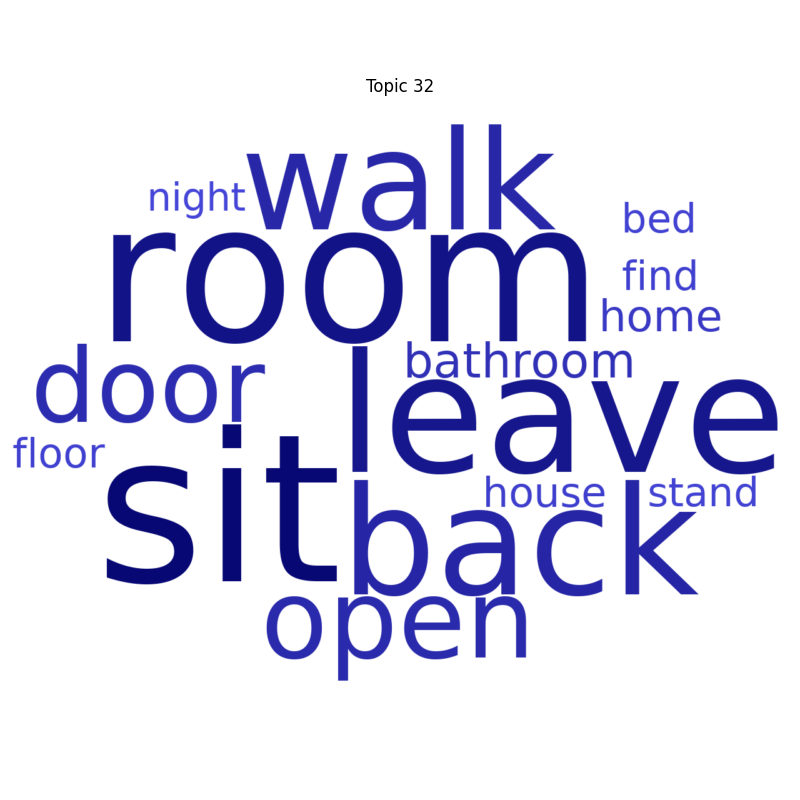 Topic 32
walk
night
bed
room
find
home
door
bathroom
leave
floor
sit
house
stand
back
open